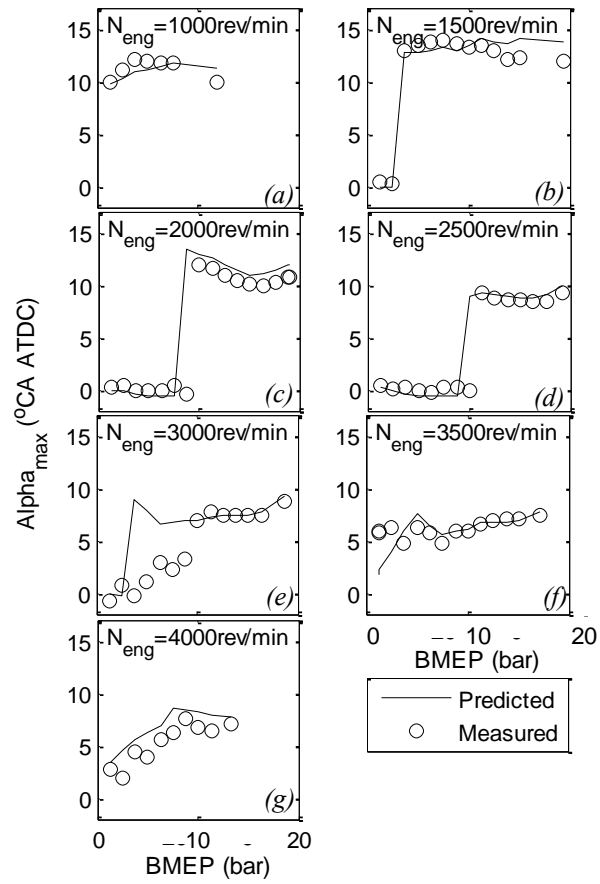 N_eng=1000rev/min
N_eng=1500rev/min
15
10
5
0
(a)
15
10
5
0
(b)
N_eng=2000rev/min
N_eng=2500rev/min
15
10
5
0
(c)
15
10
5
0
(d)
Alpha_max (°CA ATDC)
N_eng=3000rev/min
N_eng=3500rev/min
15
10
5
0
(e)
15
10
5
0
(f)
0 10 20
BMEP (bar)
N_eng=4000rev/min
15
10
5
0
(g)
0 10 20
BMEP (bar)
Predicted
Measured